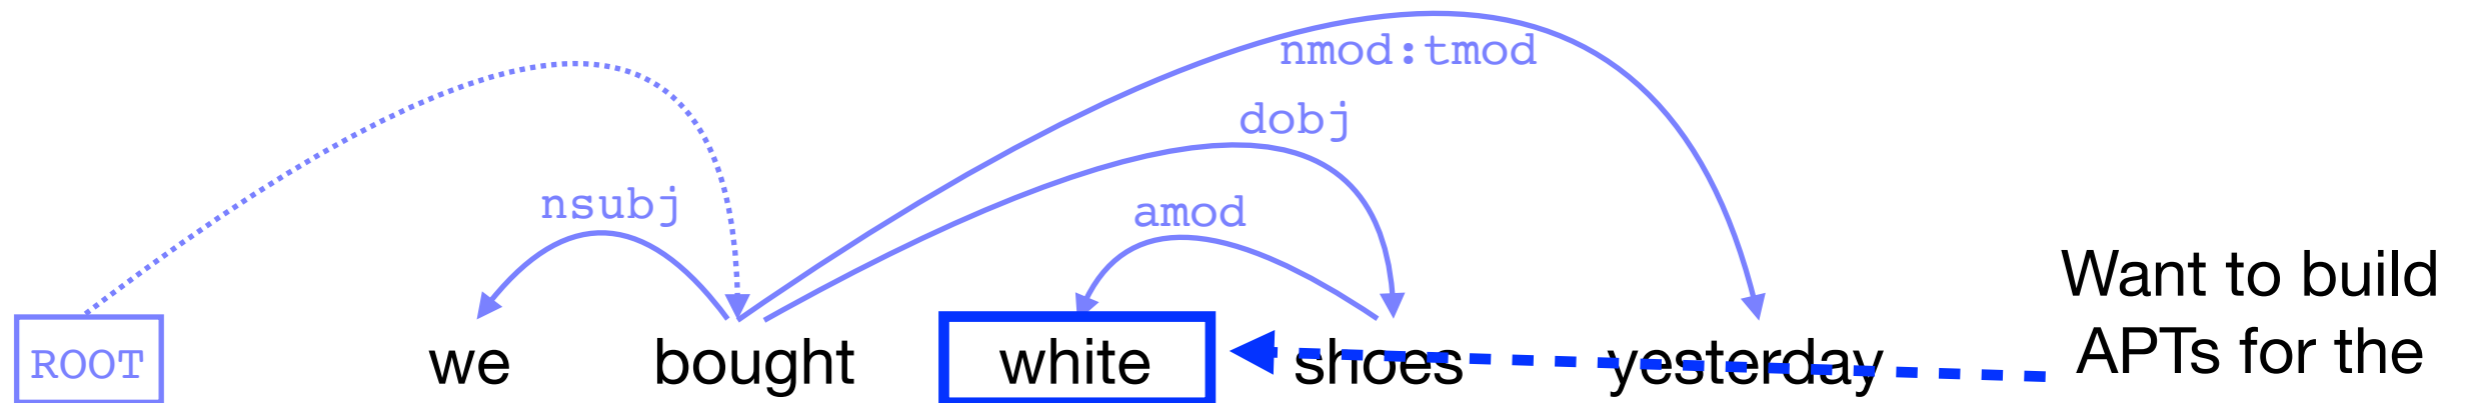 nmod:tmod
dobj
nsubj
amod
ROOT we bought white shoes yesterday
Want to build
APTs for the